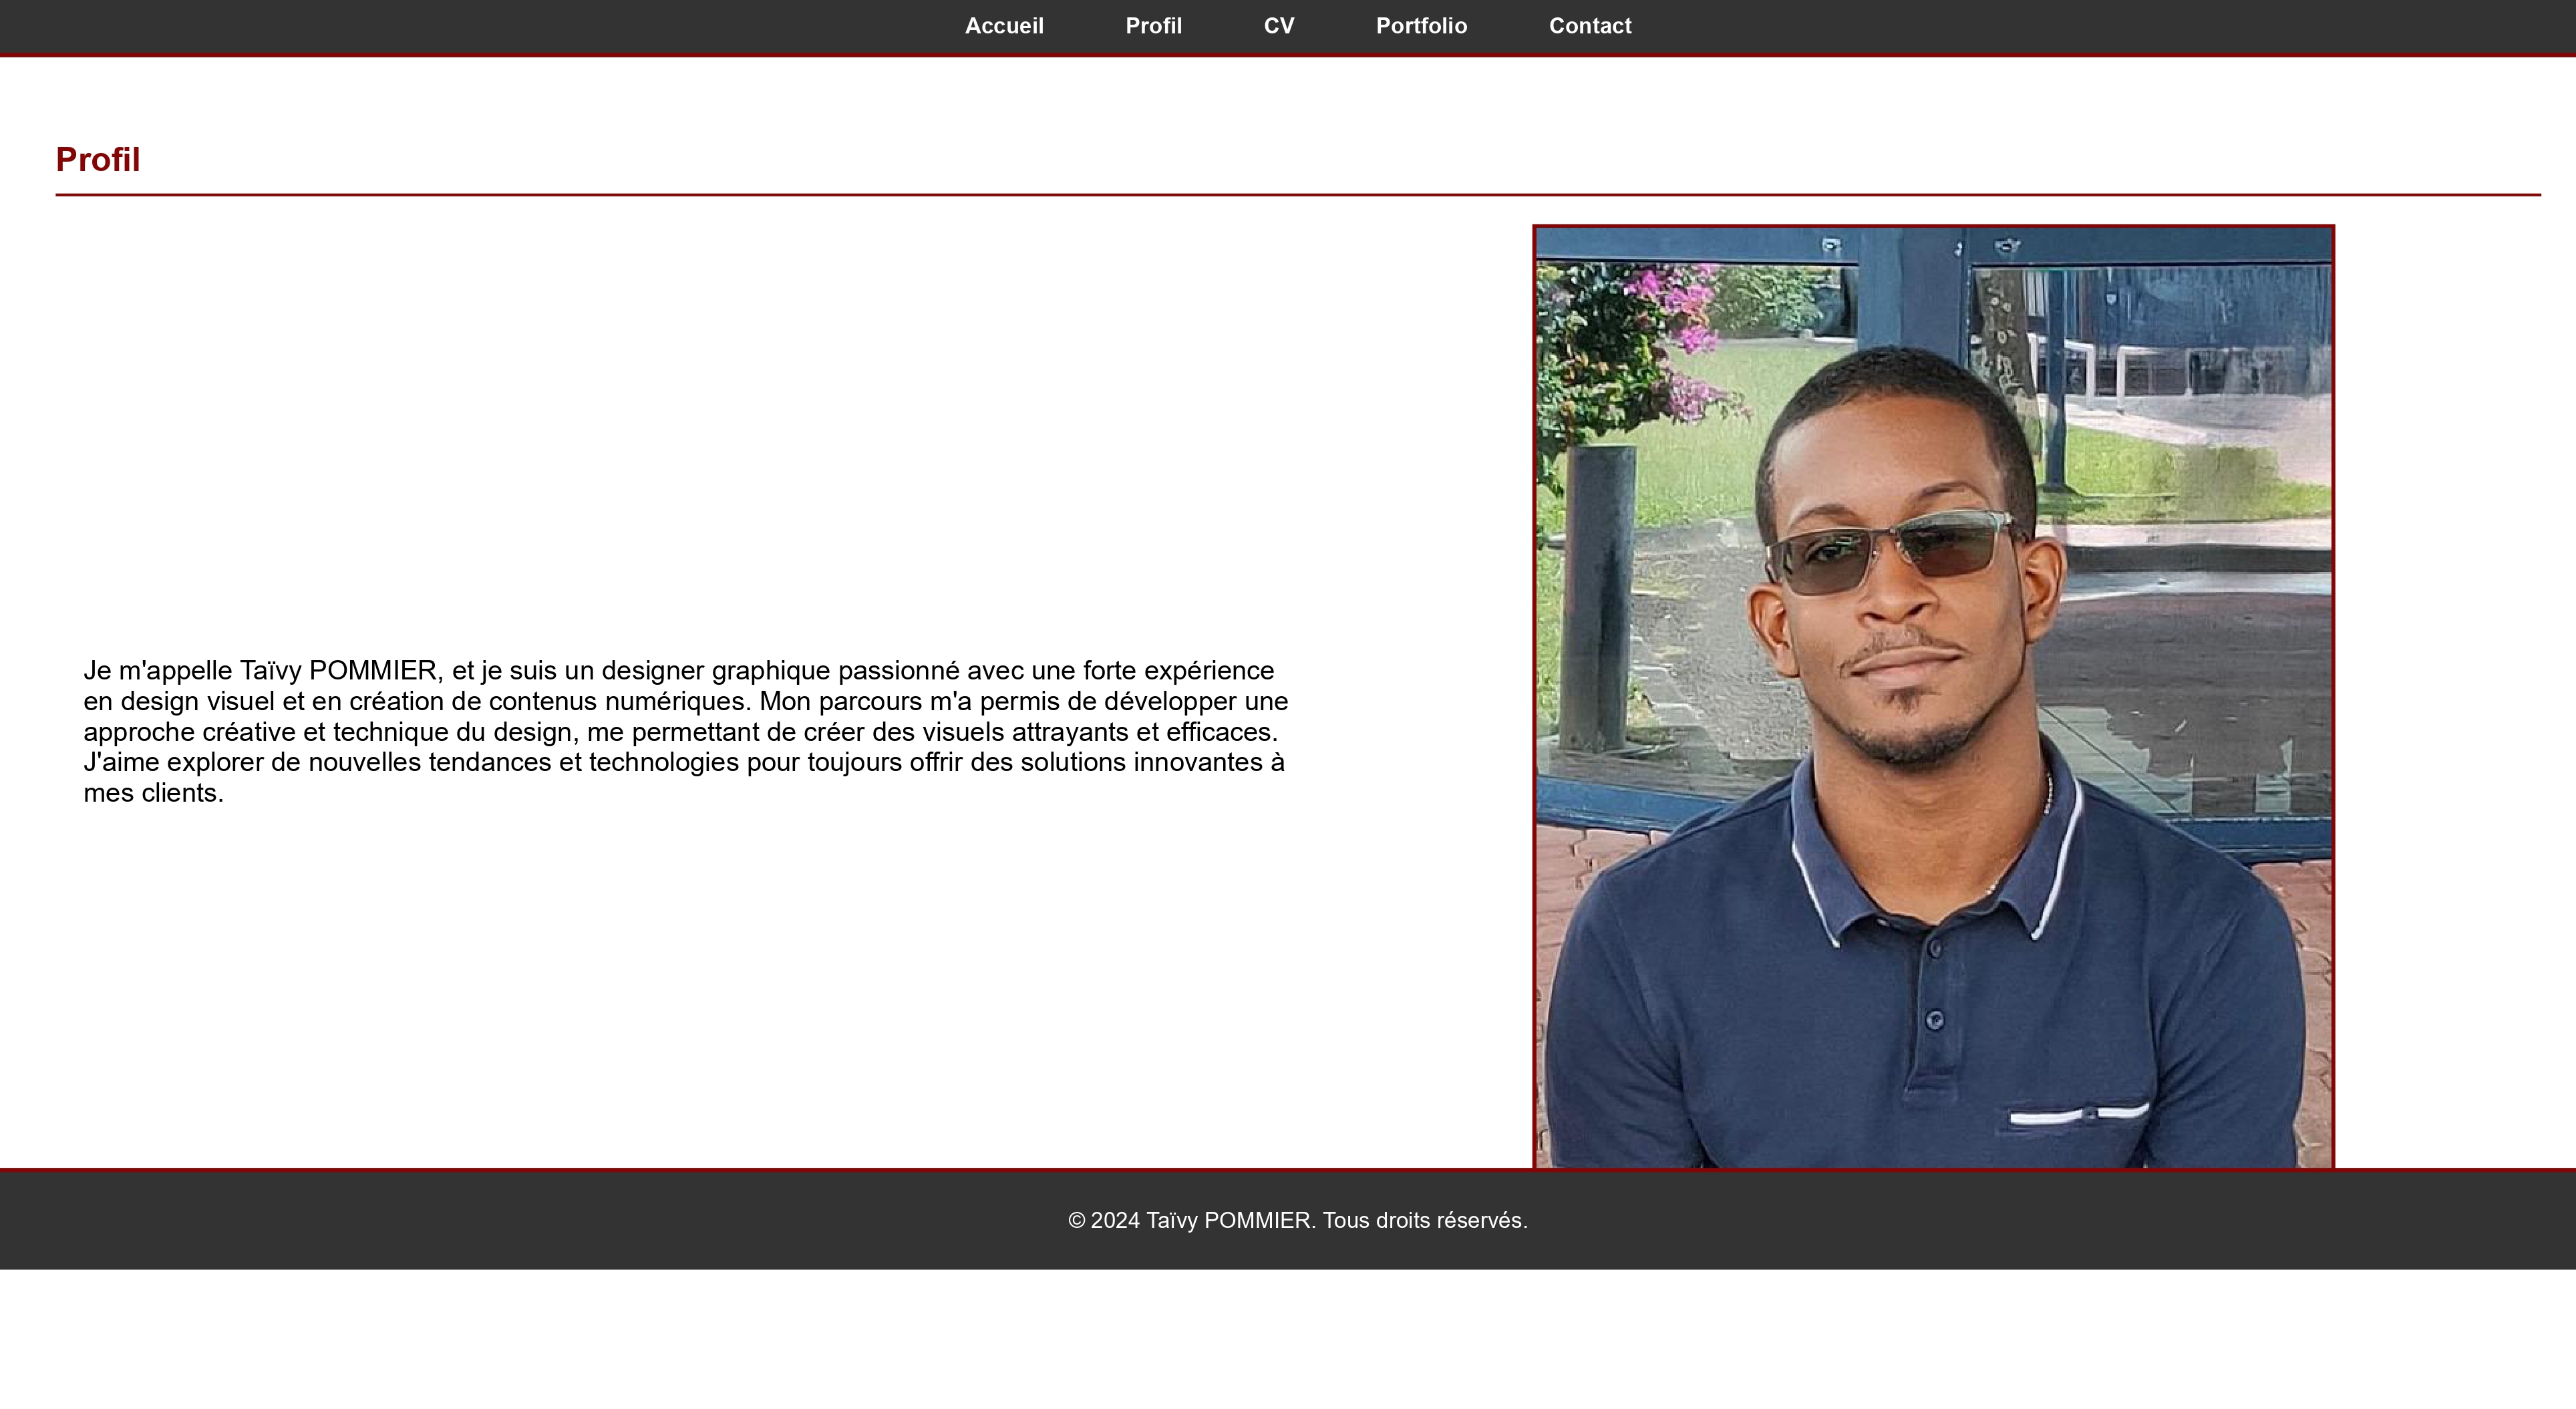 Accueil Profil CV Portfolio Contact
Profil
Je m'appelle Taïvy POMMIER, et je suis un designer graphique passionné avec une forte expérience
en design visuel et en création de contenus numériques. Mon parcours m'a permis de développer une
approche créative et technique du design, me permettant de créer des visuels attrayants et efficaces.
J'aime explorer de nouvelles tendances et technologies pour toujours offrir des solutions innovantes à
mes clients.
© 2024 Taïvy POMMIER. Tous droits réservés.